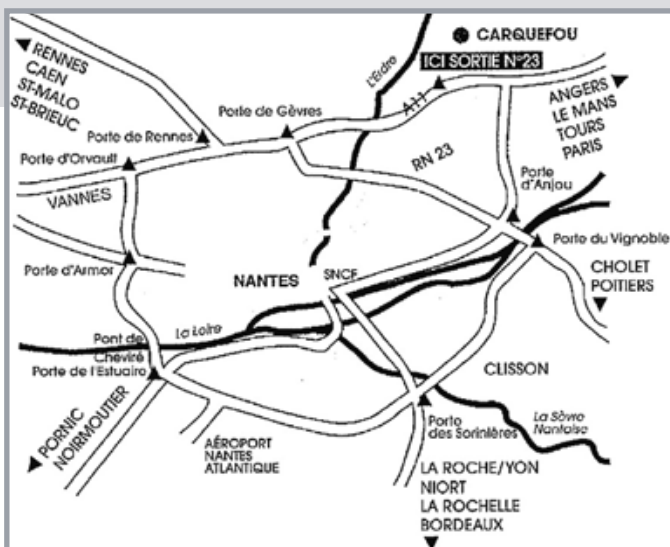 CARQUEFOU
ICI SORTIE N°23
RENNES
CAEN
ST-MALO
ST-BRIEUC
L'Erdre
A11
ANGERS
LE MANS
TOURS
PARIS
Porte de Gèvres
Porte de Rennes
Porte d'Orvault
VANNES
RN 23
Porte
d'Anjou
Porte du Vignoble
CHOLET
POITIERS
Porte d'Armor
NANTES
SNCF
La Loire
Pont de
Cheviré
Porte de l'Estuaire
CLISSON
PORNIC
NOIRMOUTIER
AÉROPORT
NANTES
ATLANTIQUE
Porte
des Sorinières
La Sèvre
Nantaise
LA ROCHE/YON
NIORT
LA ROCHELLE
BORDEAUX